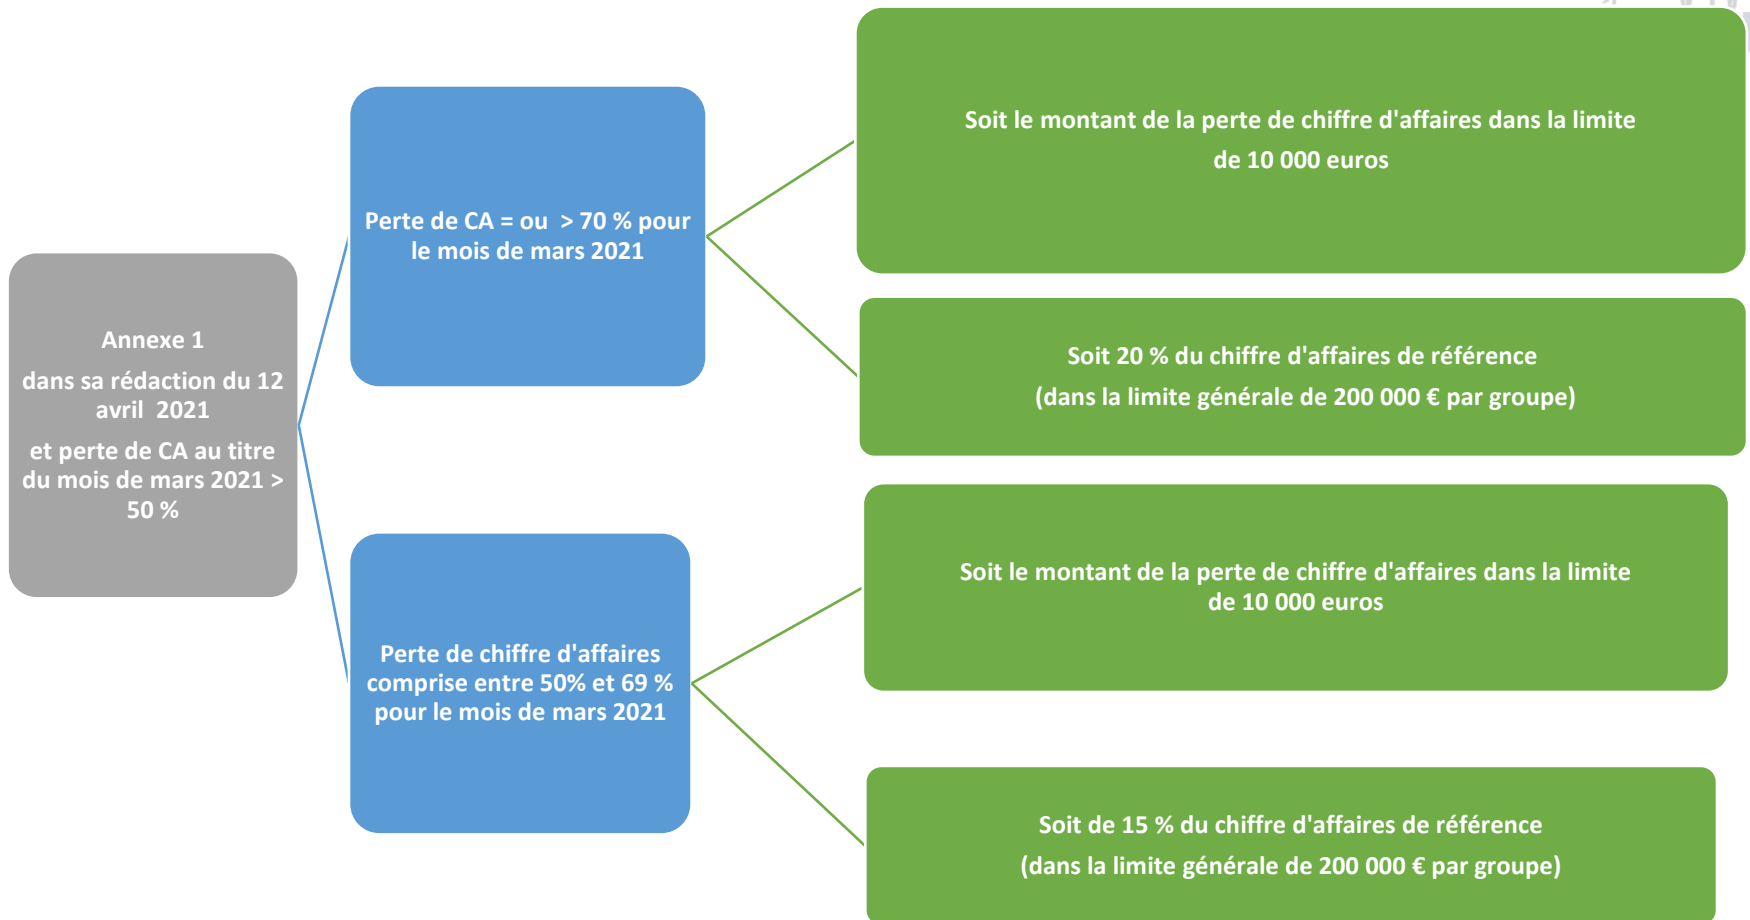 Annexe 1
dans sa rédaction du 12
avril 2021
et perte de CA au titre
du mois de mars 2021 >
50 %
Perte de CA = ou > 70 % pour
le mois de mars 2021
Soit le montant de la perte de chiffre d'affaires dans la limite
de 10 000 euros
Soit 20 % du chiffre d'affaires de référence
(dans la limite générale de 200 000 € par groupe)
Perte de chiffre d'affaires
comprise entre 50% et 69 %
pour le mois de mars 2021
Soit le montant de la perte de chiffre d'affaires dans la limite
de 10 000 euros
Soit de 15 % du chiffre d'affaires de référence
(dans la limite générale de 200 000 € par groupe)